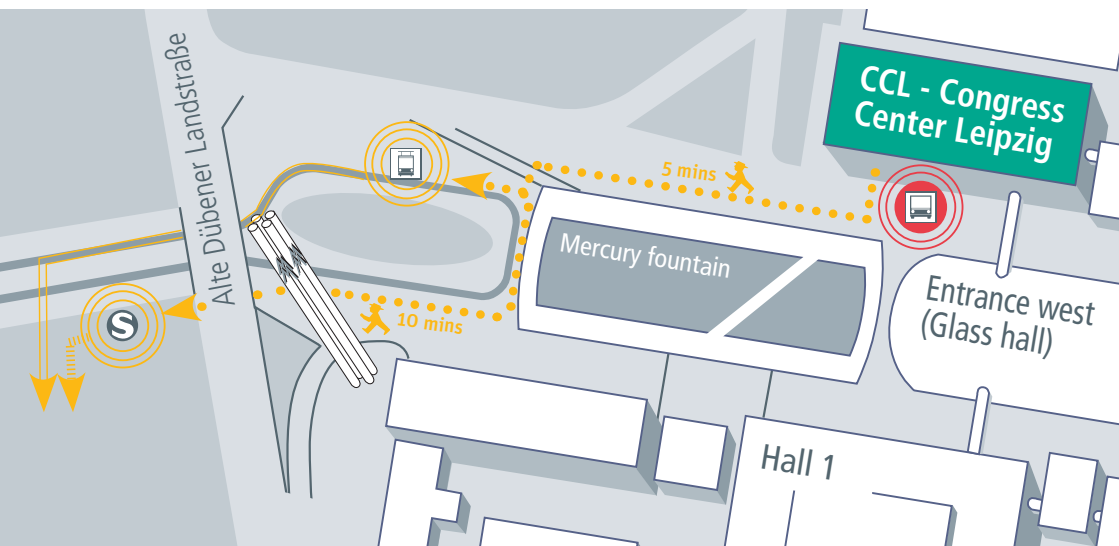 Alte Dübener Landstraße
CCL - Congress
Center Leipzig
5 mins
Mercury fountain
Entrance west
(Glass hall)
S
10 mins
Hall 1